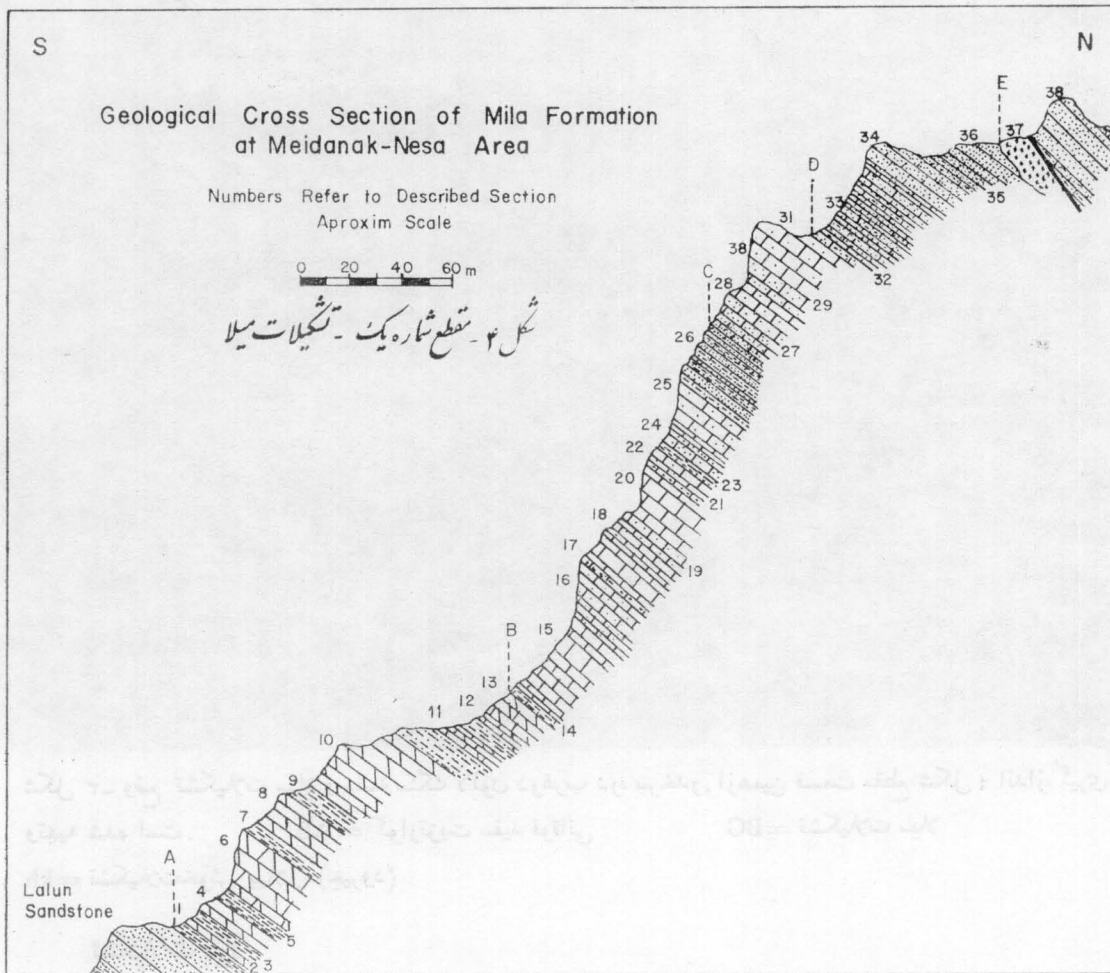 S
N
Geological Cross Section of Mila Formation
at Meidanak-Nesa Area
Numbers Refer to Described Section
Aproxim Scale
0 20 40 60 m
شکل ۴ - مقطع شماره یک - تشکیلات میلا
E
38
37
36
35
34
D
33
32
31
38
29
C
28
27
26
25
24
22
23
21
20
18
19
17
16
15
B
13
14
12
11
10
9
8
7
6
A
4
5
Lalun
Sandstone
2 3